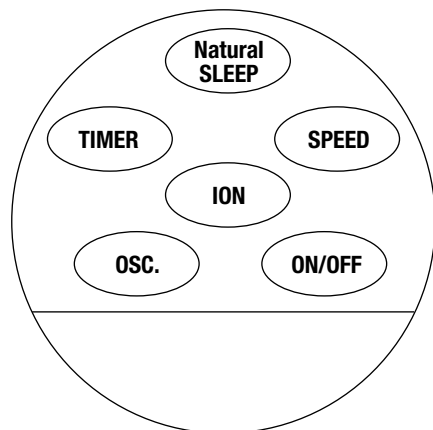 Natural
SLEEP
TIMER
SPEED
ION
OSC.
ON/OFF